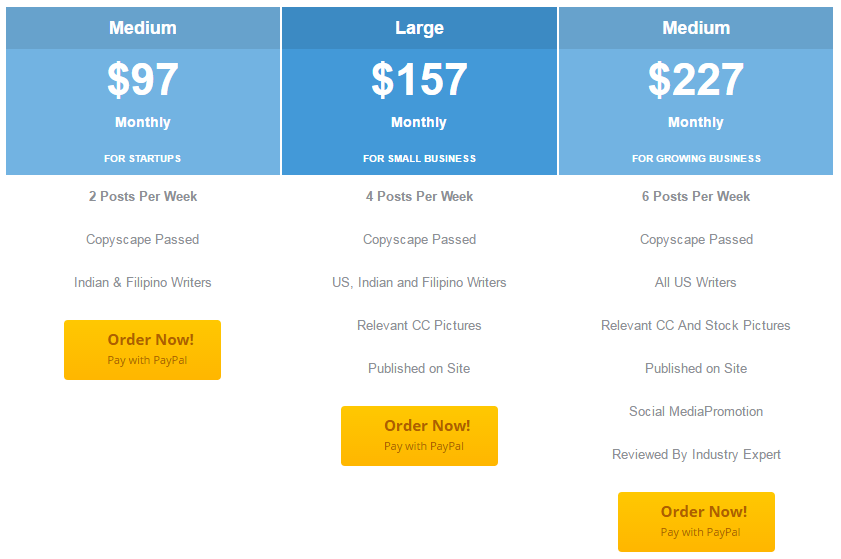 Medium
$97
Monthly
FOR STARTUPS
2 Posts Per Week
Copyscape Passed
Indian & Filipino Writers
Order Now!
Pay with PayPal
Large
$157
Monthly
FOR SMALL BUSINESS
4 Posts Per Week
Copyscape Passed
US, Indian and Filipino Writers
Relevant CC Pictures
Published on Site
Order Now!
Pay with PayPal
Medium
$227
Monthly
FOR GROWING BUSINESS
6 Posts Per Week
Copyscape Passed
All US Writers
Relevant CC And Stock Pictures
Published on Site
Social MediaPromotion
Reviewed By Industry Expert
Order Now!
Pay with PayPal